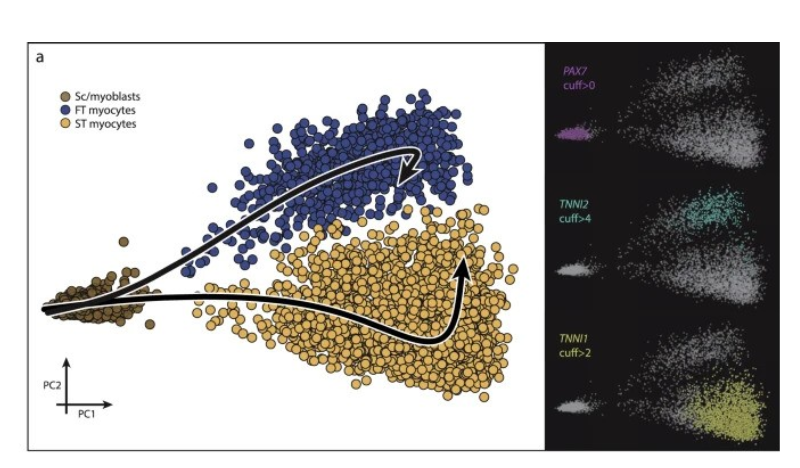 a
Sc/myoblasts
FT myocytes
ST myocytes
PC2
PC1
PAX7
cuff>0
TNNI2
cuff>4
TNNI1
cuff>2